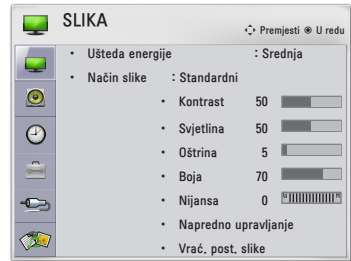 SLIKA
Premjesti U redu
• Ušteda energije : Srednja
• Način slike : Standardni
• Kontrast 50
• Svjetlina 50
• Oštrina 5
• Boja 70
• Nijansa 0
• Napredno upravljanje
• Vrać. post. slike